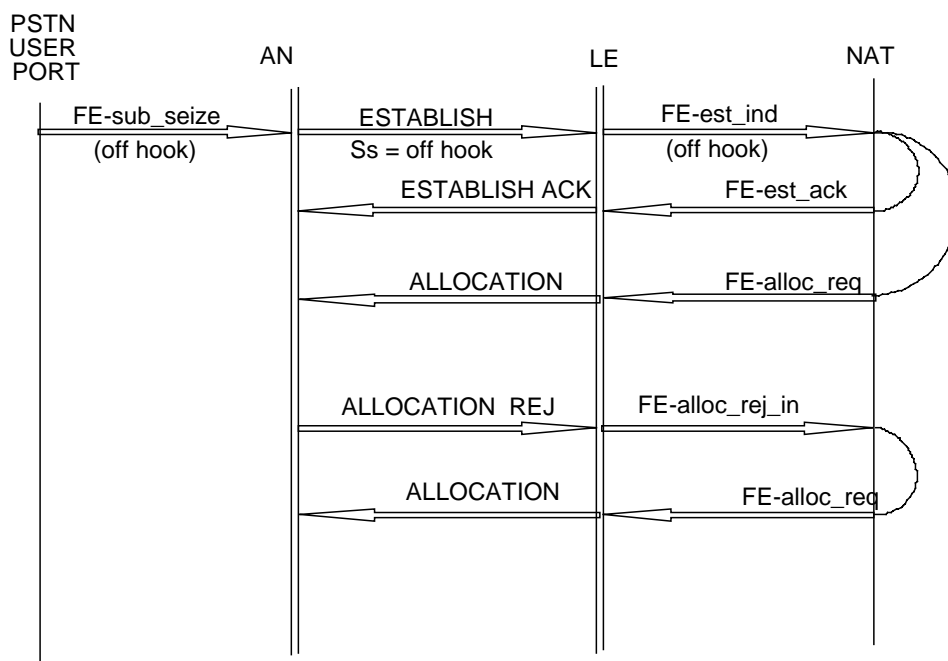 PSTN
USER
PORT
AN
LE
NAT
FE-sub_seize
(off hook)
ESTABLISH
Ss = off hook
FE-est_ind
(off hook)
ESTABLISH ACK
FE-est_ack
ALLOCATION
FE-alloc_req
ALLOCATION REJ
FE-alloc_rej_in
ALLOCATION
FE-alloc_req